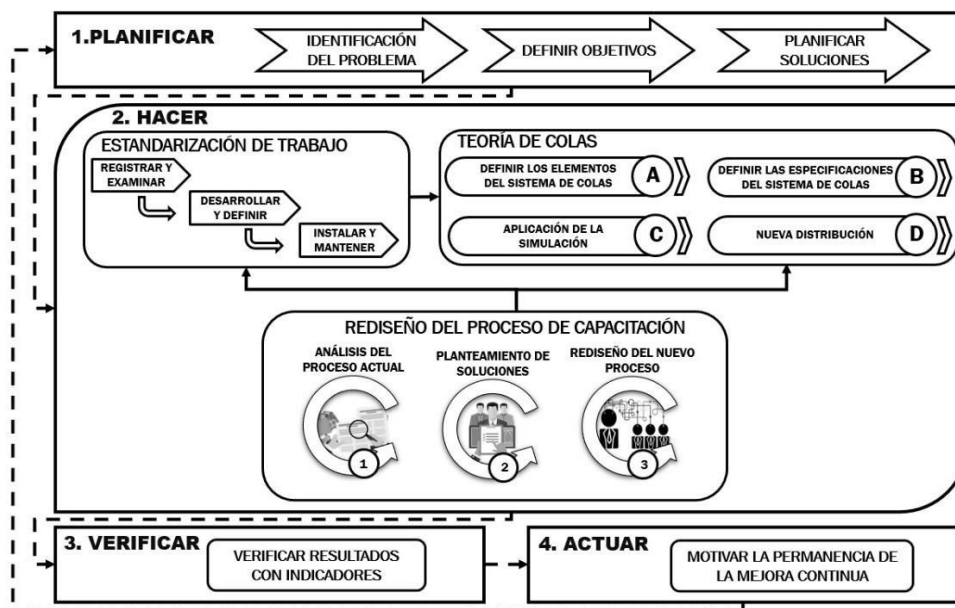 1.PLANIFICAR
IDENTIFICACIÓN
DEL PROBLEMA
DEFINIR OBJETIVOS
PLANIFICAR
SOLUCIONES
2. HACER
ESTANDARIZACIÓN DE TRABAJO
REGISTRAR Y
EXAMINAR
DESARROLLAR
Y DEFINIR
INSTALAR Y
MANTENER
TEORÍA DE COLAS
DEFINIR LOS ELEMENTOS
DEL SISTEMA DE COLAS
A
DEFINIR LAS ESPECIFICACIONES
DEL SISTEMA DE COLAS
B
APLICACIÓN DE LA
SIMULACIÓN
C
NUEVA DISTRIBUCIÓN
D
REDISEÑO DEL PROCESO DE CAPACITACIÓN
ANÁLISIS DEL
PROCESO ACTUAL
1
PLANTEAMIENTO DE
SOLUCIONES
2
REDISEÑO DEL NUEVO
PROCESO
3
3. VERIFICAR
VERIFICAR RESULTADOS
CON INDICADORES
4. ACTUAR
MOTIVAR LA PERMANENCIA DE
LA MEJORA CONTINUA